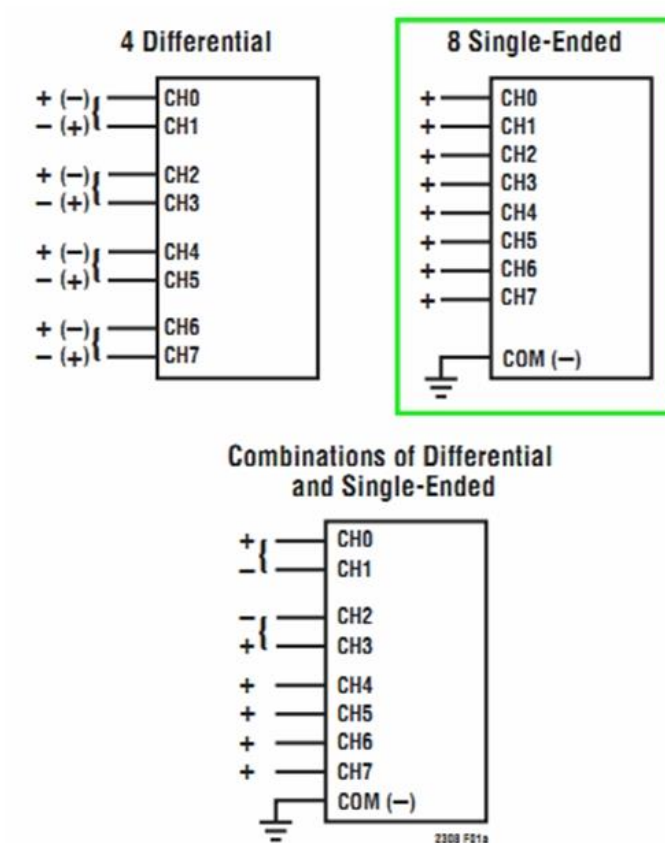 4 Differential
+ (−) CH0
− (+) CH1
+ (−) CH2
− (+) CH3
+ (−) CH4
− (+) CH5
+ (−) CH6
− (+) CH7
8 Single-Ended
+ CH0
+ CH1
+ CH2
+ CH3
+ CH4
+ CH5
+ CH6
+ CH7
COM (−)
Combinations of Differential
and Single-Ended
+ CH0
− CH1
− CH2
+ CH3
+ CH4
+ CH5
+ CH6
+ CH7
COM (−)
2308 F01a